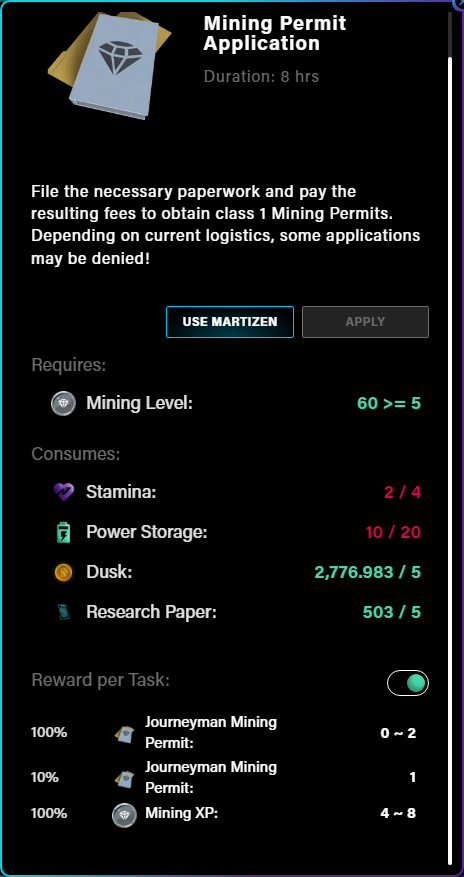 Mining Permit
Application
Duration: 8 hrs
File the necessary paperwork and pay the
resulting fees to obtain class 1 Mining Permits.
Depending on current logistics, some applications
may be denied!
USE MARTIZEN APPLY
Requires:
Mining Level: 60 >= 5
Consumes:
Stamina: 2 / 4
Power Storage: 10 / 20
Dusk: 2,776.983 / 5
Research Paper: 503 / 5
Reward per Task:
100% Journeyman Mining
Permit: 0 ~ 2
10% Journeyman Mining
Permit: 1
100% Mining XP: 4 ~ 8